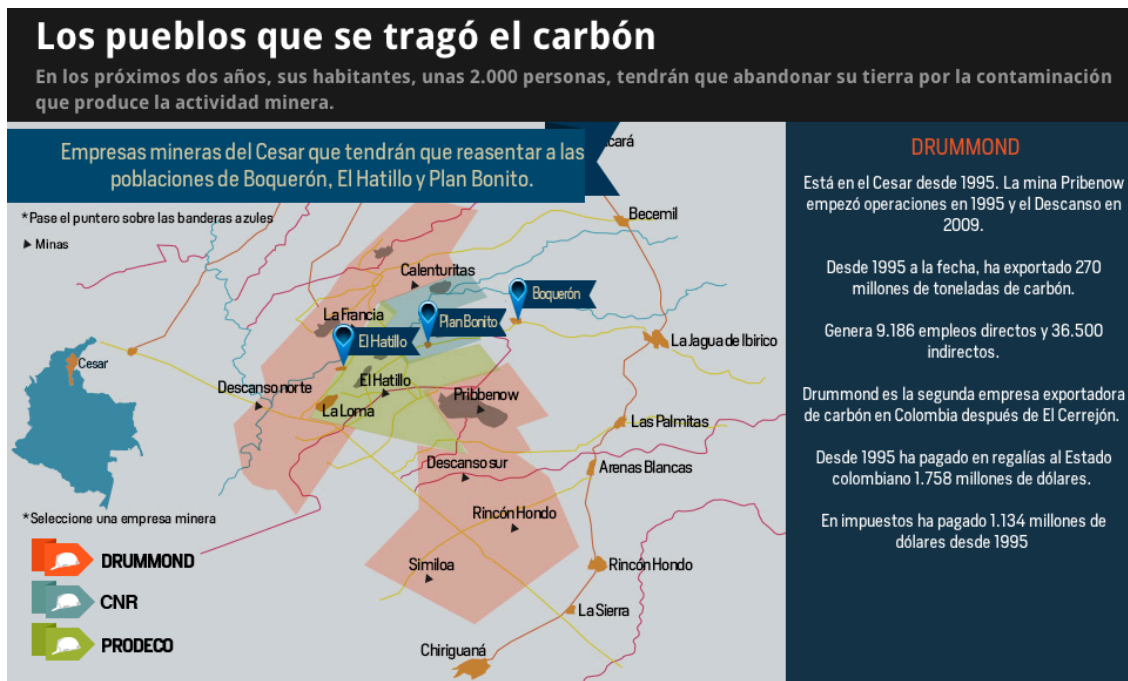 Los pueblos que se tragó el carbón
En los próximos dos años, sus habitantes, unas 2.000 personas, tendrán que abandonar su tierra por la contaminación
que produce la actividad minera.
Empresas mineras del Cesar que tendrán que reasentar a las
poblaciones de Boquerón, El Hatillo y Plan Bonito.
*Pase el puntero sobre las banderas azules
Minas
Becemil
Calenturitas
Boquerón
La Francia
Plan Bonito
El Hatillo
La Jagua de Ibirico
Cesar
Descanso norte
El Hatillo
Pribbenow
La Loma
Las Palmitas
Descanso sur
Arenas Blancas
Rincón Hondo
Similoa
Rincón Hondo
La Sierra
Chiriguaná
*Seleccione una empresa minera
DRUMMOND
CNR
PRODECO
DRUMMOND
Está en el Cesar desde 1995. La mina Pribenow
empezó operaciones en 1995 y el Descanso en
2009.
Desde 1995 a la fecha, ha exportado 270
millones de toneladas de carbón.
Genera 9.186 empleos directos y 36.500
indirectos.
Drummond es la segunda empresa exportadora
de carbón en Colombia después de El Cerrejón.
Desde 1995 ha pagado en regalías al Estado
colombiano 1.758 millones de dólares.
En impuestos ha pagado 1.134 millones de
dólares desde 1995